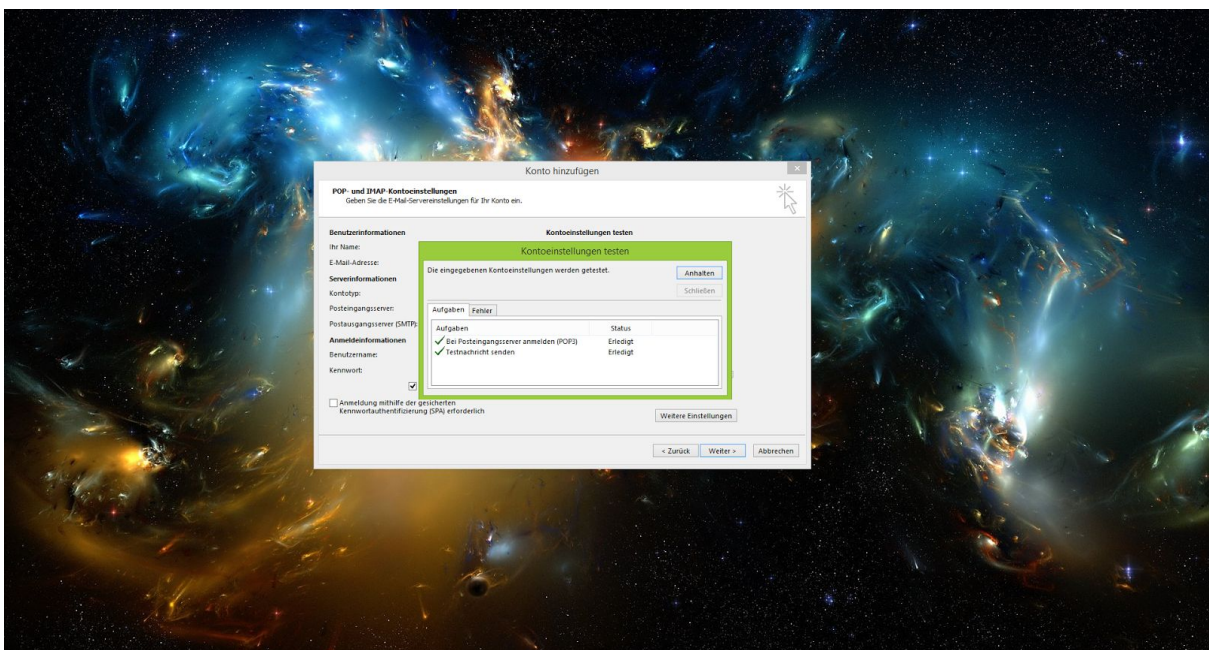 Konto hinzufügen
POP- und IMAP-Kontoeinstellungen
Geben Sie die E-Mail-Servereinstellungen für Ihr Konto ein.
Benutzerinformationen
Kontoeinstellungen testen
Ihr Name:
E-Mail-Adresse:
Serverinformationen
Kontotyp:
Posteingangsserver:
Postausgangsserver (SMTP):
Anmeldeinformationen
Benutzername:
Kennwort:
Anmeldung mithilfe der gesicherten
Kennwortauthentifizierung (SPA) erforderlich
Kontoeinstellungen testen
Die eingegebenen Kontoeinstellungen werden getestet.
Anhalten
Schließen
Aufgaben Fehler
Aufgaben Status
Bei Posteingangsserver anmelden (POP3) Erledigt
Testnachricht senden Erledigt
Weitere Einstellungen
< Zurück Weiter > Abbrechen